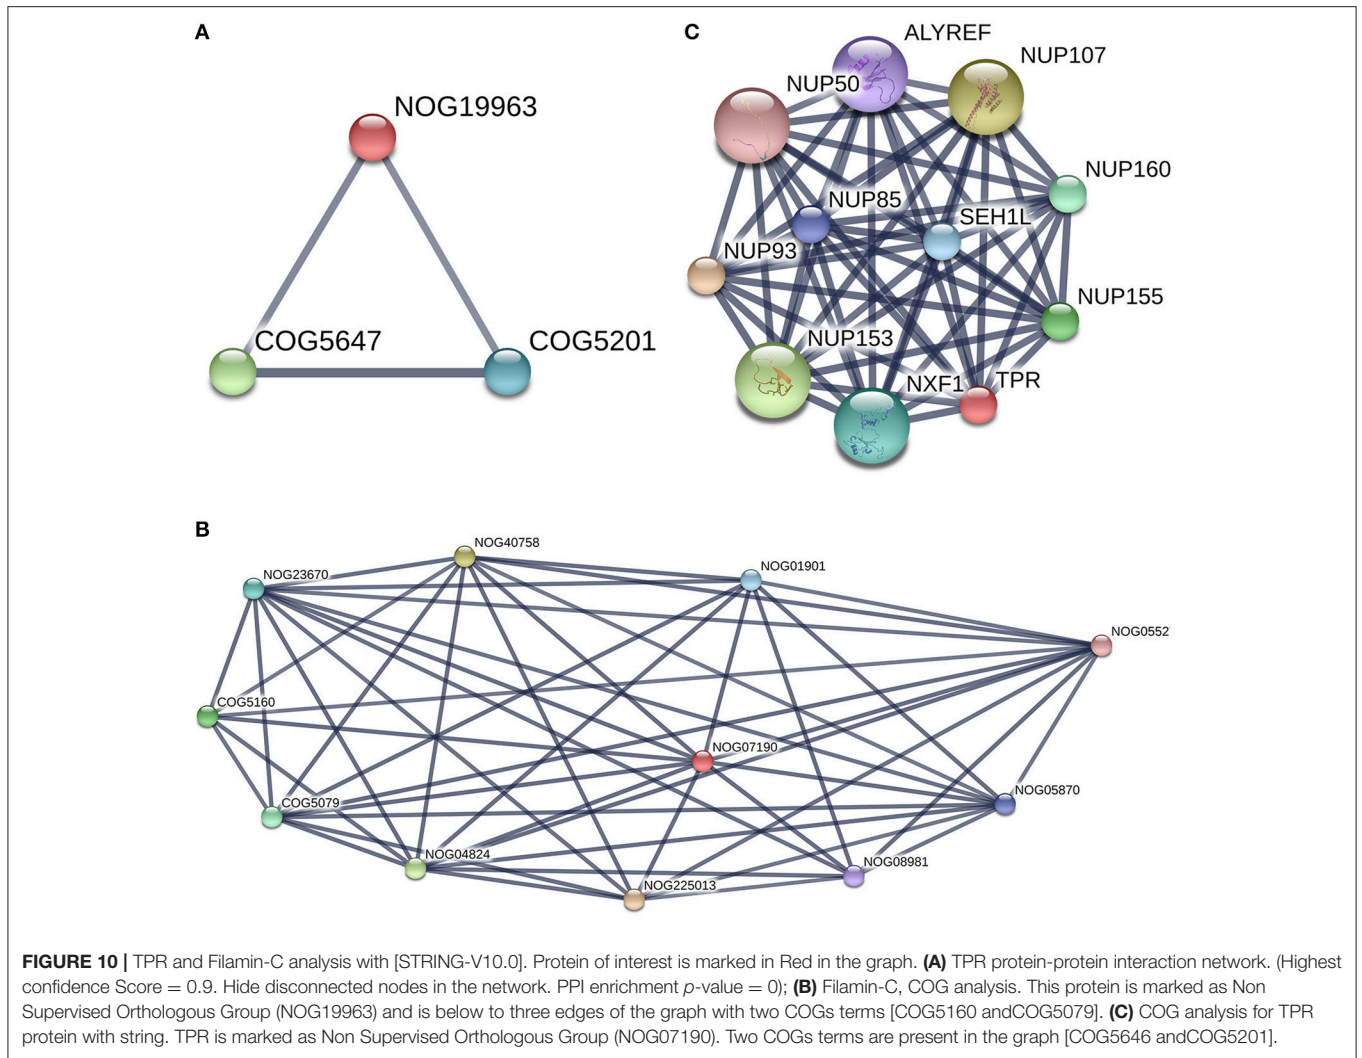 A
NOG19963
COG5647
COG5201
C
ALYREF
NUP107
NUP50
NUP160
NUP85
SEH1L
NUP93
NUP155
NUP153
NXF1
TPR
B
NOG40758
NOG23670
NOG01901
NOG0552
COG5160
NOG07190
NOG05870
COG5079
NOG04824
NOG08981
NOG225013
FIGURE 10 | TPR and Filamin-C analysis with [STRING-V10.0]. Protein of interest is marked in Red in the graph. (A) TPR protein-protein interaction network. (Highest
confidence Score = 0.9. Hide disconnected nodes in the network. PPI enrichment p-value = 0); (B) Filamin-C, COG analysis. This protein is marked as Non
Supervised Orthologous Group (NOG19963) and is below to three edges of the graph with two COGs terms [COG5160 andCOG5079]. (C) COG analysis for TPR
protein with string. TPR is marked as Non Supervised Orthologous Group (NOG07190). Two COGs terms are present in the graph [COG5646 andCOG5201].